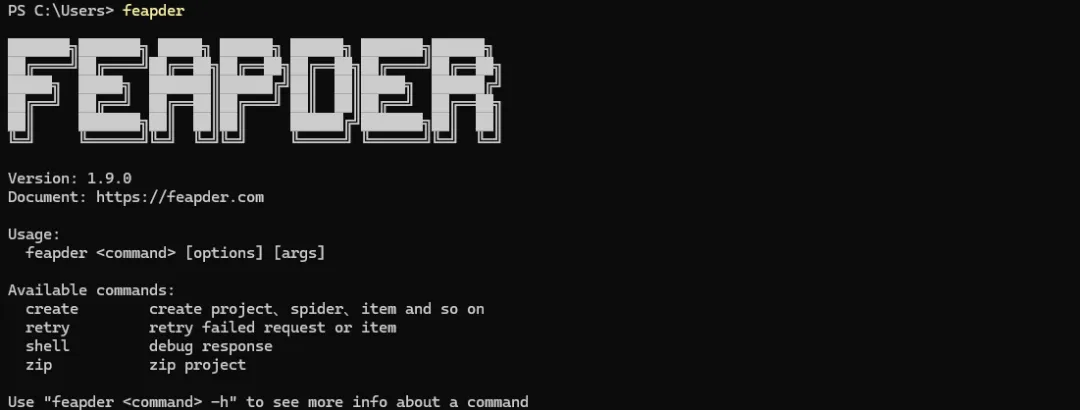 PS C:\Users> feapder
FEAPDER
Version: 1.9.0
Document: https://feapder.com
Usage:
feapder <command> [options] [args]
Available commands:
create create project、spider、item and so on
retry retry failed request or item
shell debug response
zip zip project
Use "feapder <command> -h" to see more info about a command